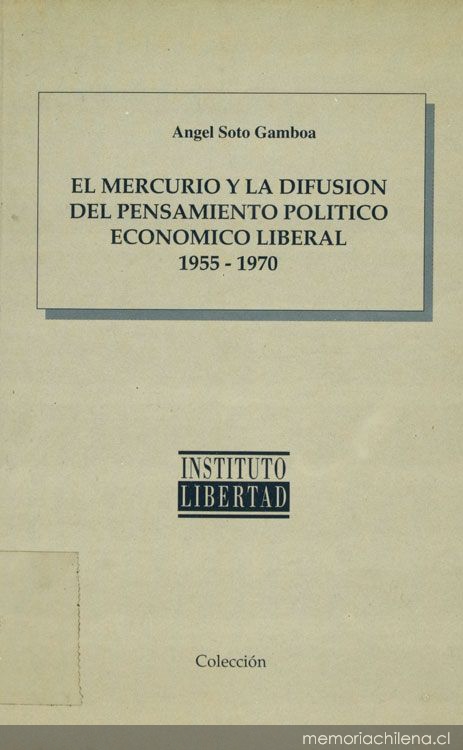 Angel Soto Gamboa
EL MERCURIO Y LA DIFUSION
DEL PENSAMIENTO POLITICO
ECONOMICO LIBERAL
1955 - 1970
INSTITUTO
LIBERTAD
Colección
memoriachilena.cl